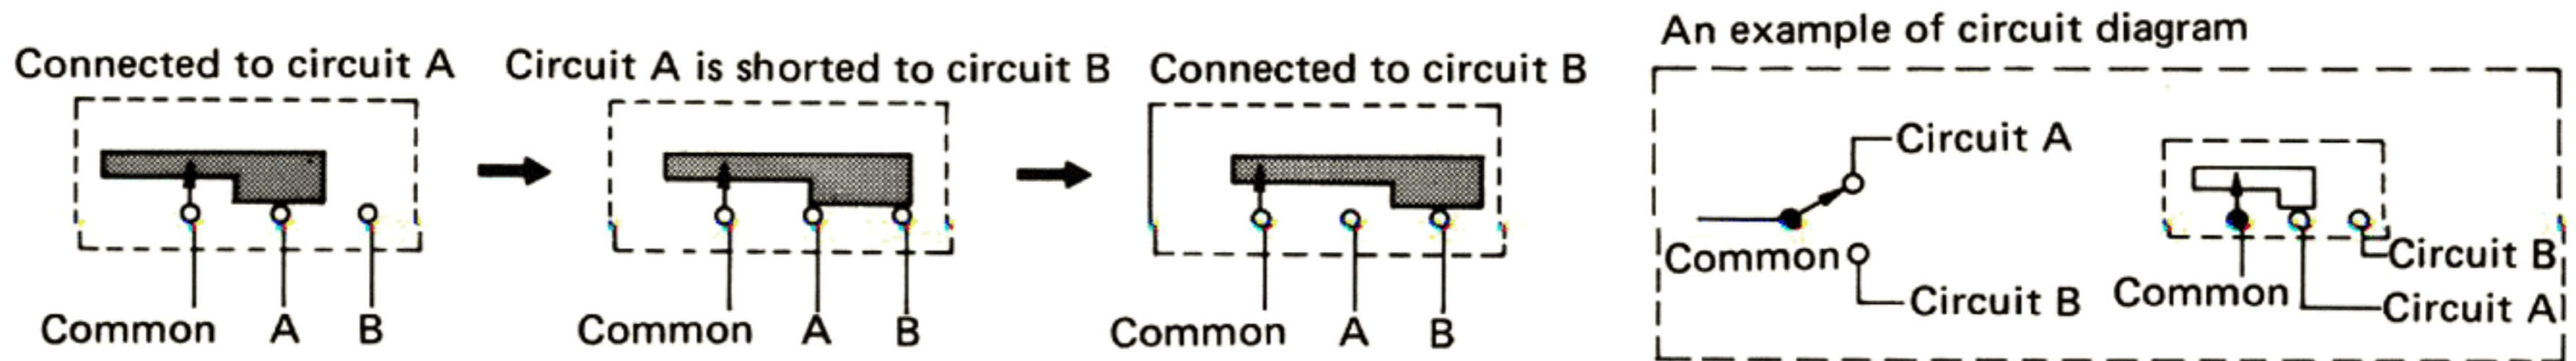 Connected to circuit A
Common A B
Circuit A is shorted to circuit B
Common A B
Connected to circuit B
Common A B
An example of circuit diagram
Circuit A
Common
Circuit B
Circuit B
Common
Circuit A